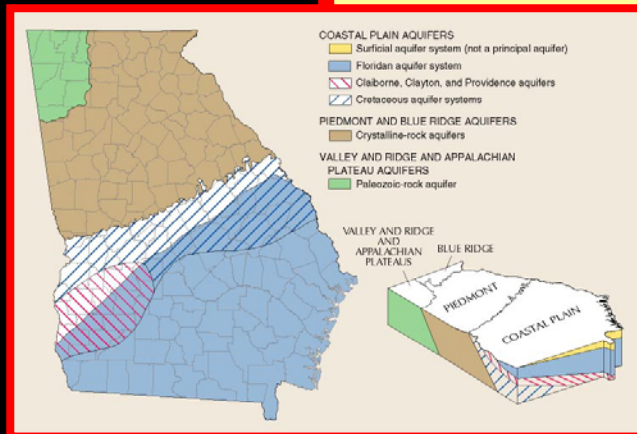 COASTAL PLAIN AQUIFERS
Surficial aquifer system (not a principal aquifer)
Floridan aquifer system
Claiborne, Clayton, and Providence aquifers
Cretaceous aquifer systems
PIEDMONT AND BLUE RIDGE AQUIFERS
Crystalline-rock aquifers
VALLEY AND RIDGE AND APPALACHIAN
PLATEAU AQUIFERS
Paleozoic-rock aquifer
VALLEY AND RIDGE
AND
APPALACHIAN
PLATEAUS
BLUE RIDGE
PIEDMONT
COASTAL PLAIN